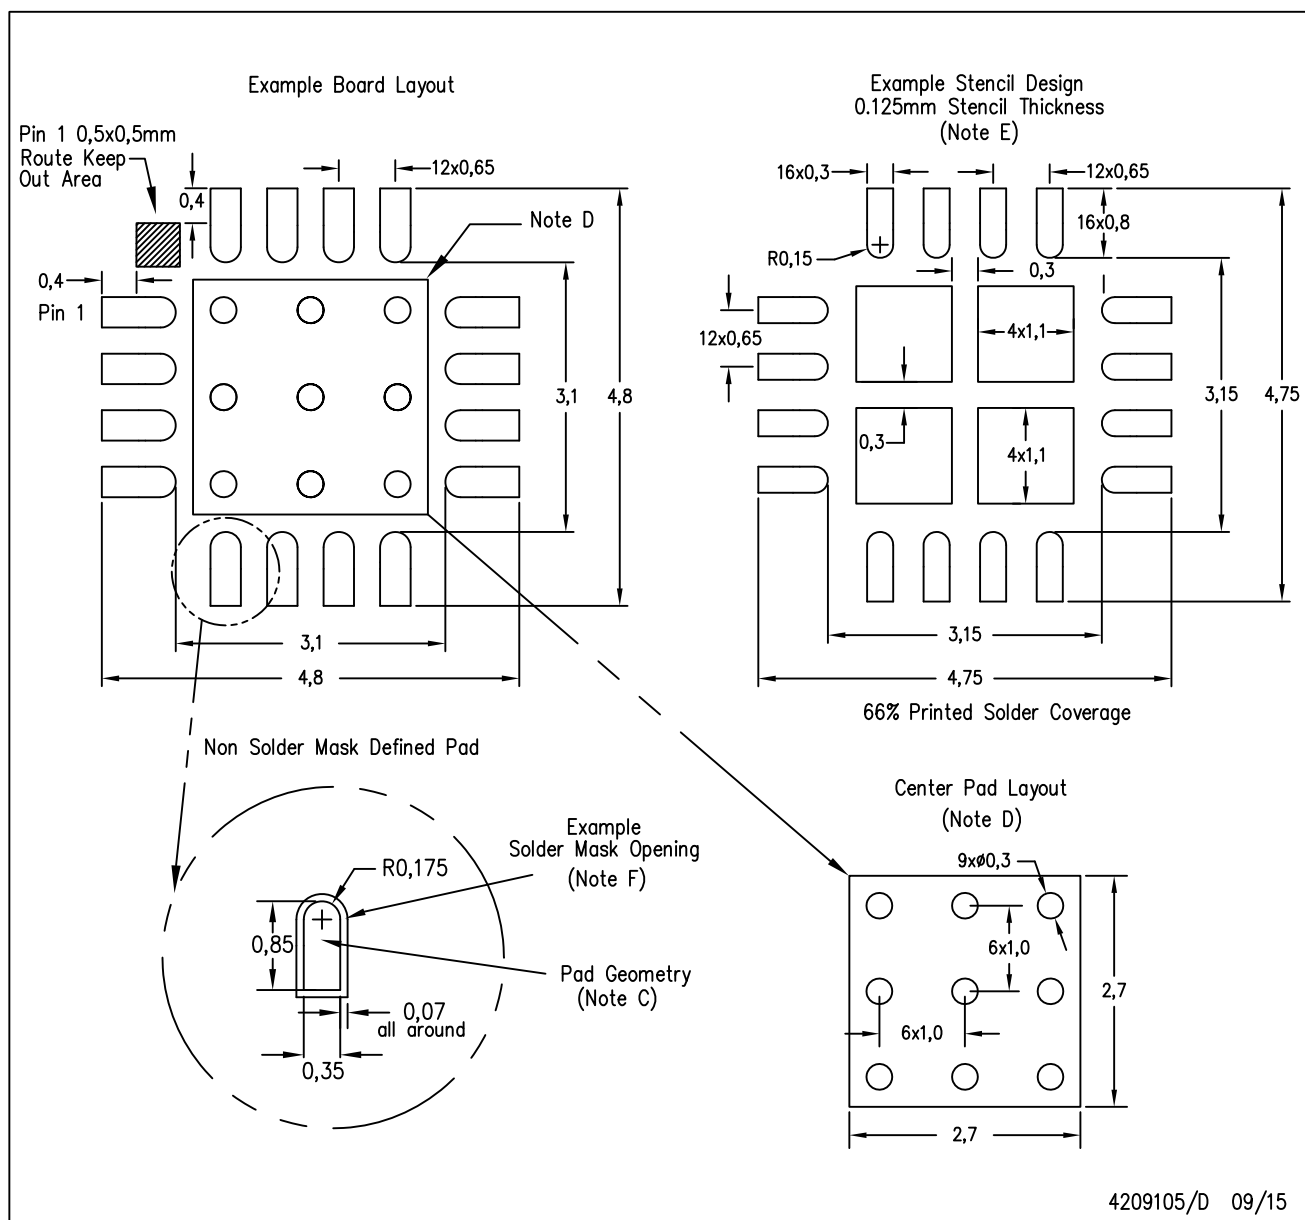 Example Board Layout
Pin 1 0,5x0,5mm
Route Keep
Out Area
0,4
12x0,65
Note D
0,4
Pin 1
3,1
4,8
3,1
4,8
Example Stencil Design
0.125mm Stencil Thickness
(Note E)
16x0,3
12x0,65
16x0,8
R0,15
0,3
12x0,65
4x1,1
3,15
4,75
0,3
4x1,1
3,15
4,75
66% Printed Solder Coverage
Non Solder Mask Defined Pad
Example
Solder Mask Opening
(Note F)
R0,175
0,85
Pad Geometry
(Note C)
0,07
all around
0,35
Center Pad Layout
(Note D)
9xø0,3
6x1,0
2,7
6x1,0
2,7
4209105/D 09/15